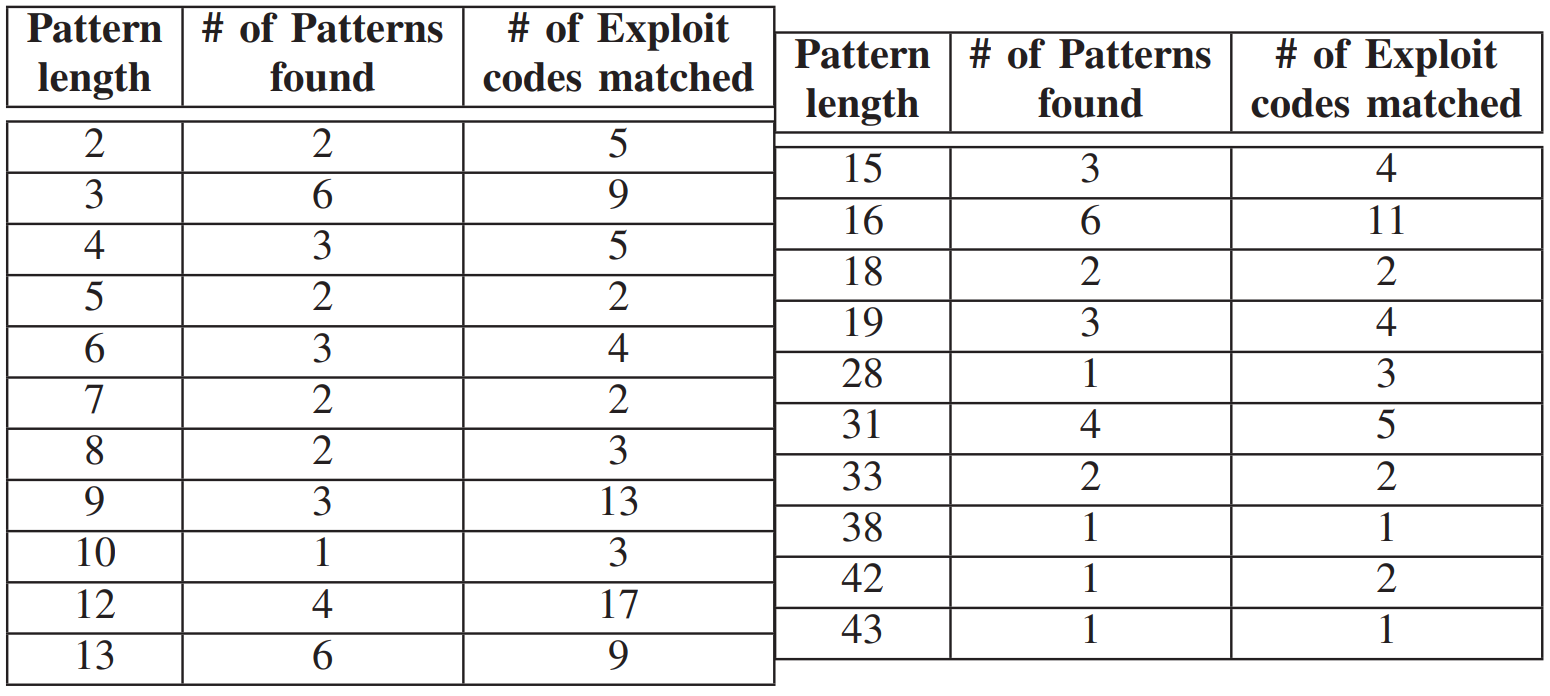 Pattern length # of Patterns found # of Exploit codes matched
2 2 5
3 6 9
4 3 5
5 2 2
6 3 4
7 2 2
8 2 3
9 3 13
10 1 3
12 4 17
13 6 9
Pattern length # of Patterns found # of Exploit codes matched
15 3 4
16 6 11
18 2 2
19 3 4
28 1 3
31 4 5
33 2 2
38 1 1
42 1 2
43 1 1